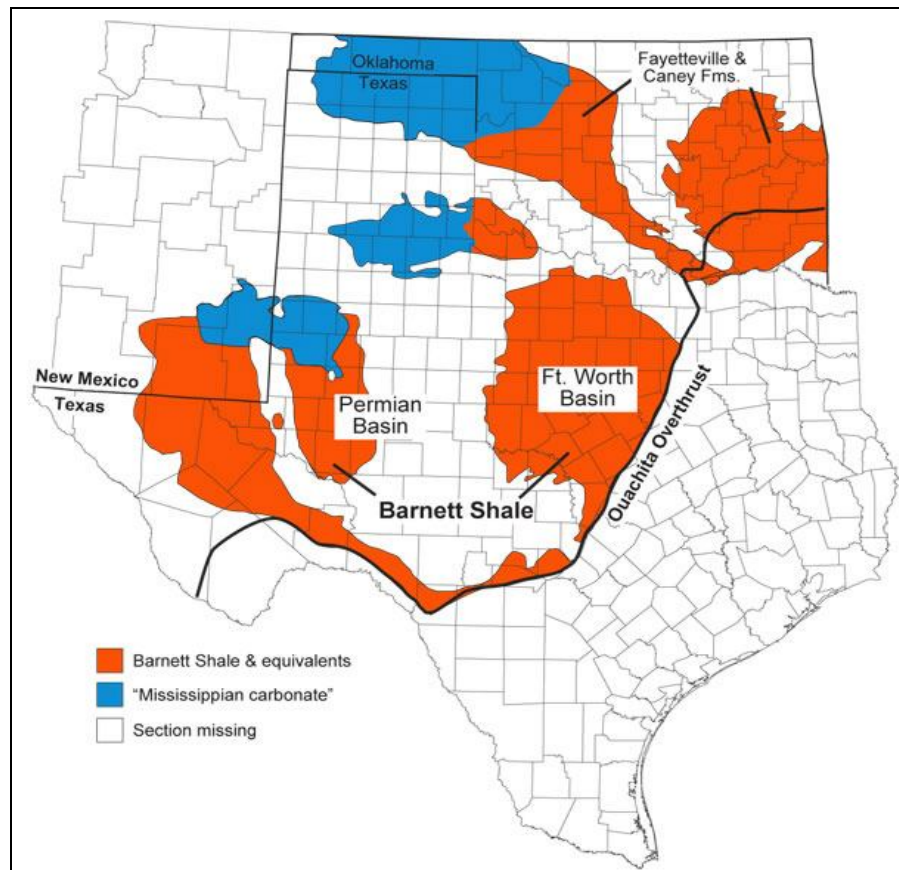 Oklahoma
Texas
Fayetteville &
Caney Fms.
New Mexico
Texas
Permian
Basin
Ft. Worth
Basin
Barnett Shale
Ouachita Overthrust
Barnett Shale & equivalents
“Mississippian carbonate”
Section missing